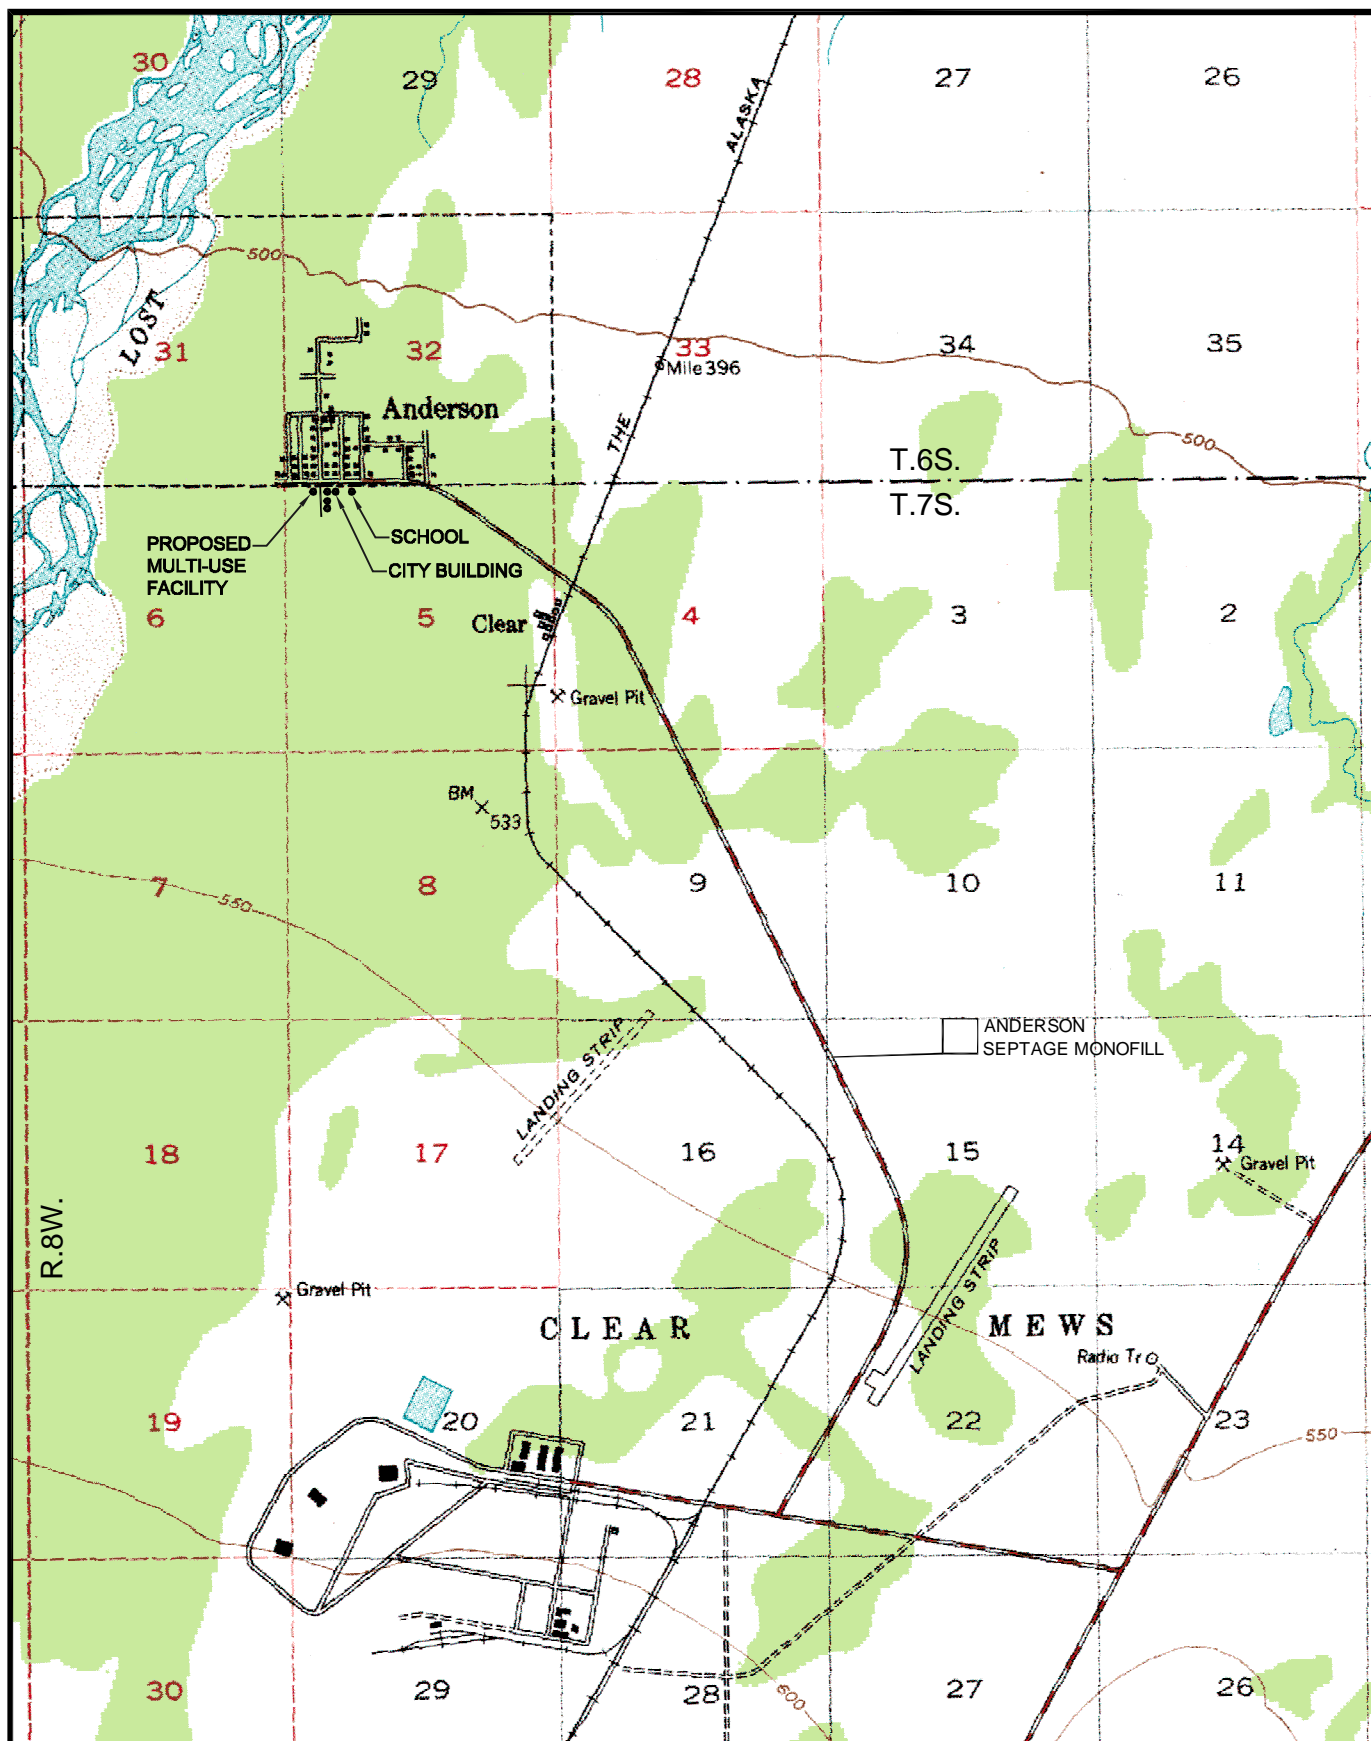 30
29
28
27
26
ALASKA
500
LOST
31
32
33
34
35
Mile 396
Anderson
THE
500
T.6S.
T.7S.
PROPOSED
MULTI-USE
FACILITY
SCHOOL
CITY BUILDING
6
5
Clear
4
3
2
Gravel Pit
BM
533
7
550
8
9
10
11
LANDING STRIP
ANDERSON
SEPTAGE MONOFILL
18
17
16
15
14
Gravel Pit
R.8W.
Gravel Pit
CLEAR
MEWS
LANDING STRIP
Radio Tr
19
20
21
22
23
550
30
29
28
600
27
26